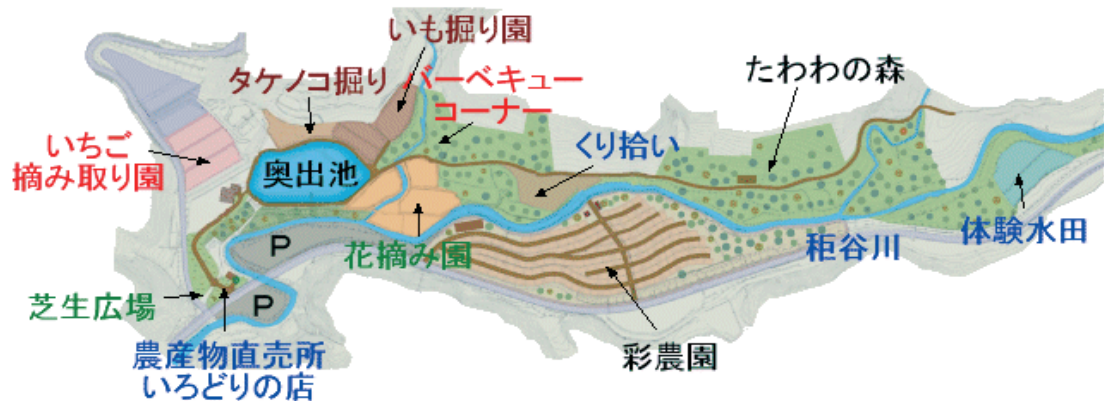 いも掘り園
タケノコ掘り
バーベキュー
コーナー
たわわの森
いちご
摘み取り園
奥出池
くり拾い
P
花摘み園
秬谷川
体験水田
芝生広場
P
農産物直売所
いろどりの店
彩農園